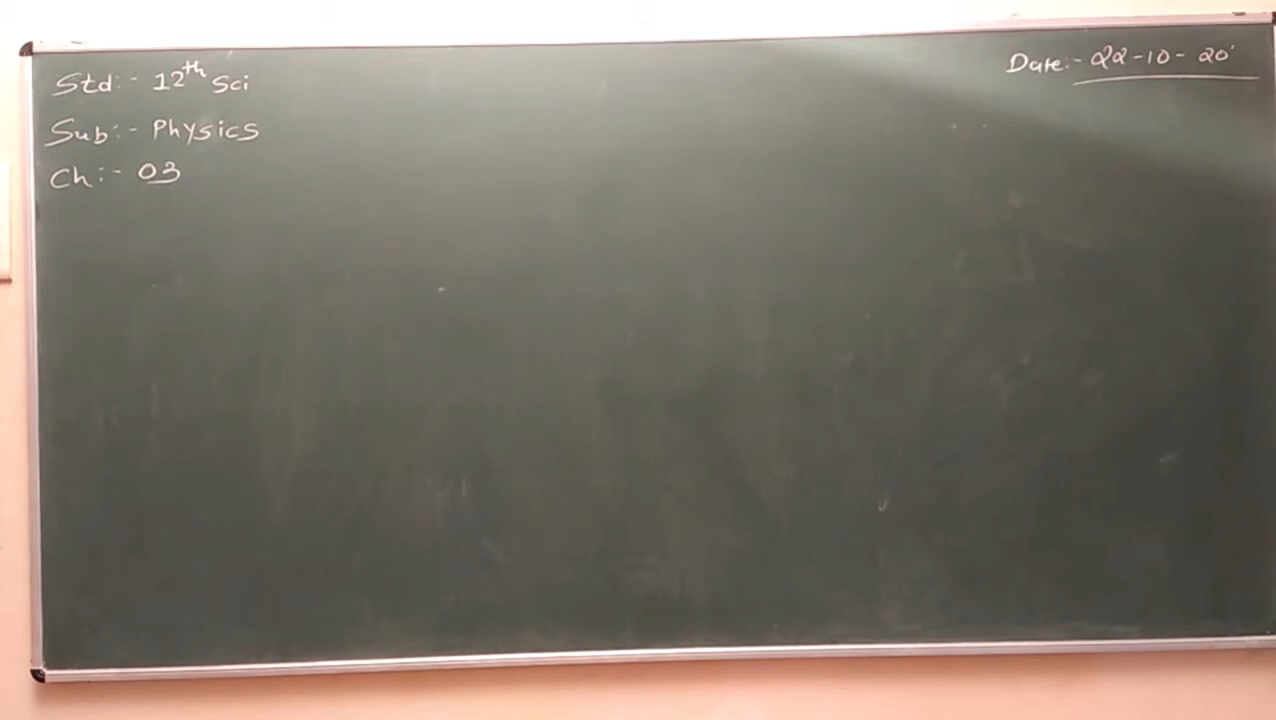 Std:- 12th Sci
Date:- 22-10-20'
Sub:- Physics
Ch:- 03